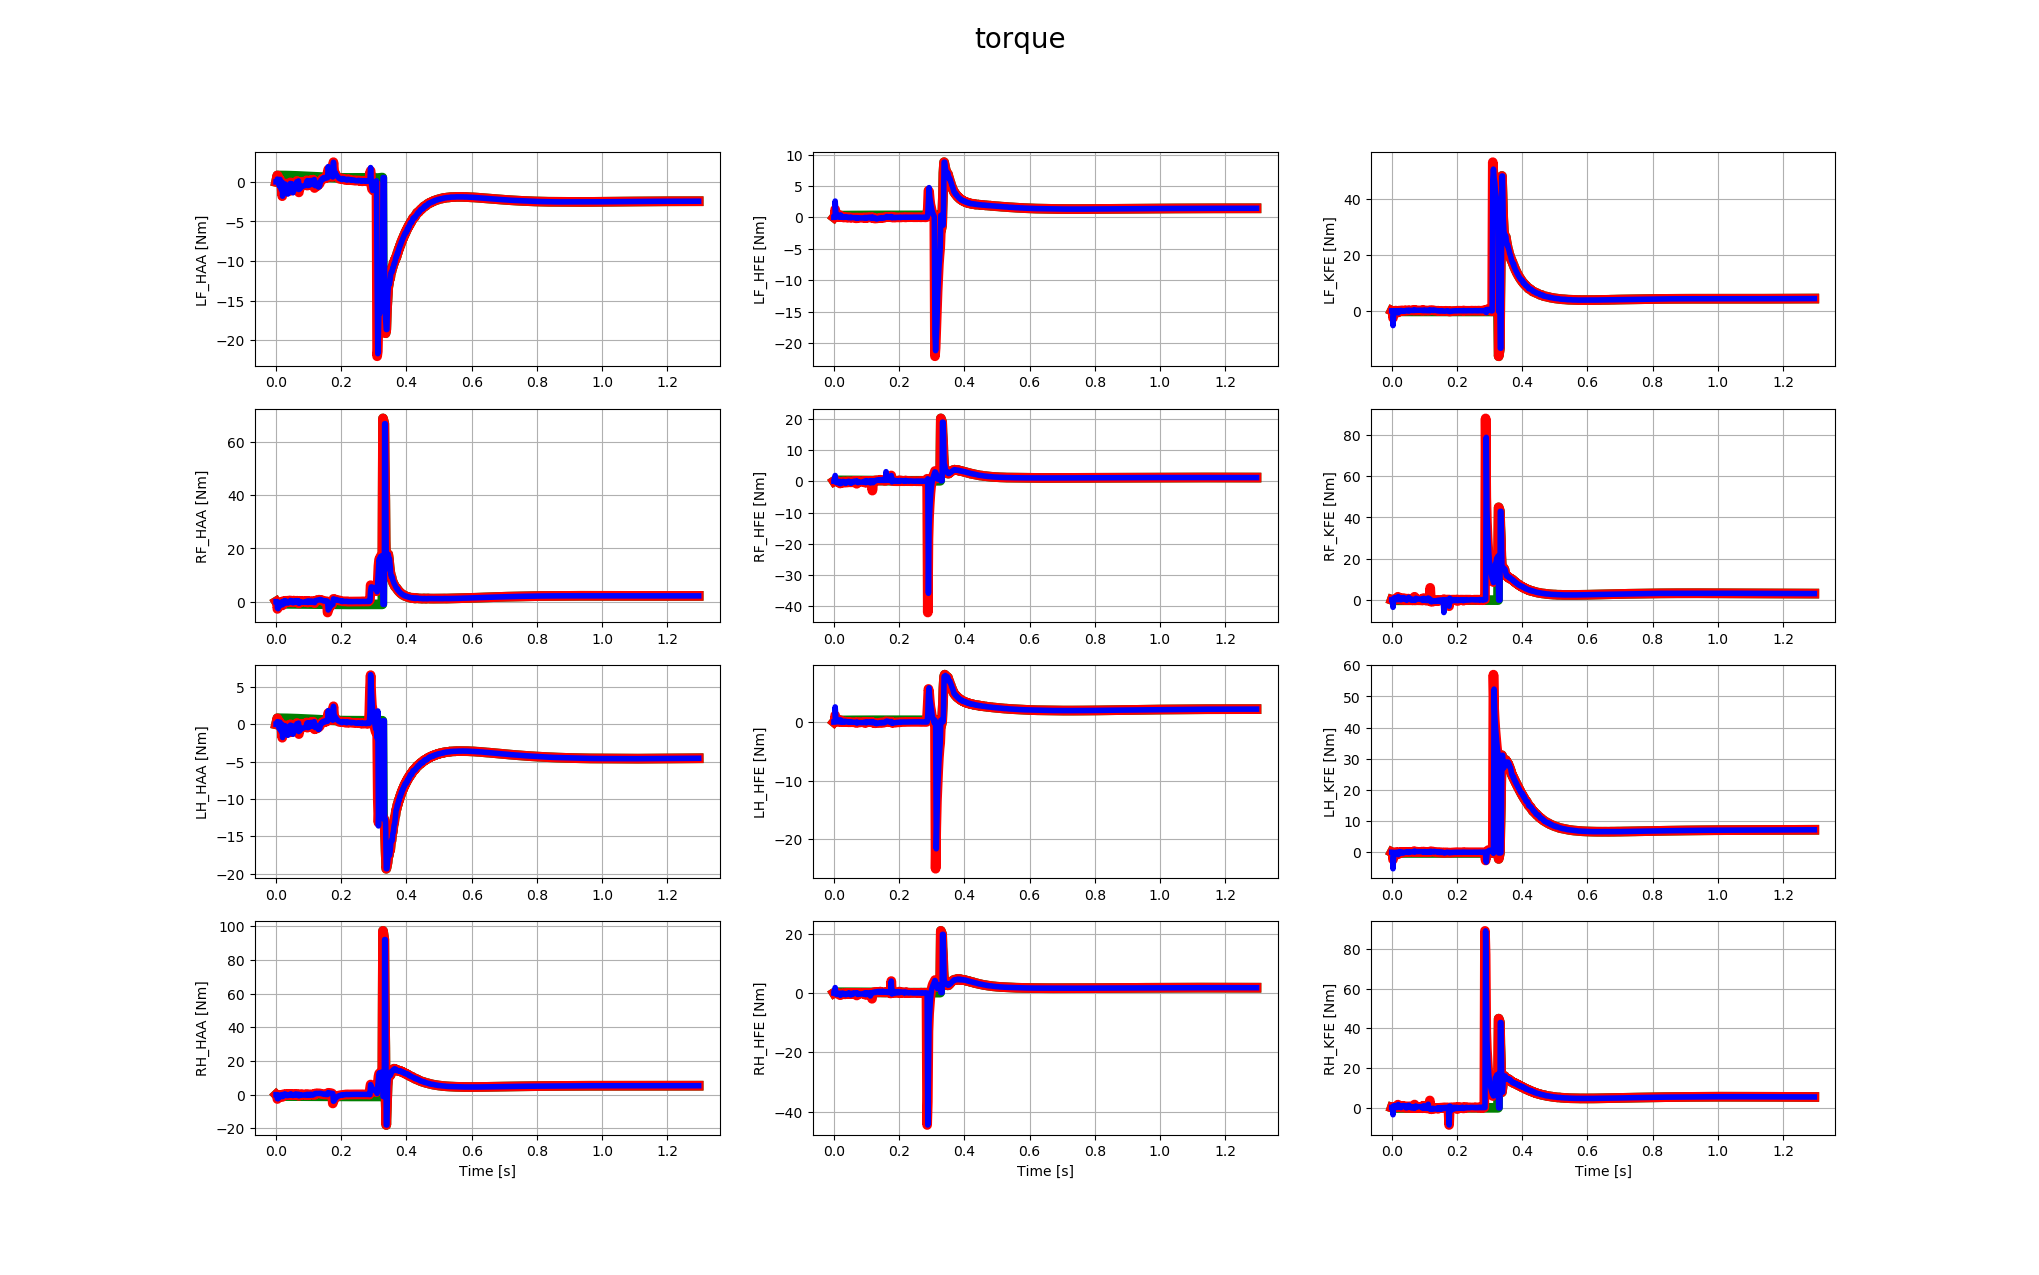 torque
LF_HAA [Nm]
0
−5
−10
−15
−20
0.0 0.2 0.4 0.6 0.8 1.0 1.2
LF_HFE [Nm]
10
5
0
−5
−10
−15
−20
0.0 0.2 0.4 0.6 0.8 1.0 1.2
LF_KFE [Nm]
40
20
0
0.0 0.2 0.4 0.6 0.8 1.0 1.2
RF_HAA [Nm]
60
40
20
0
0.0 0.2 0.4 0.6 0.8 1.0 1.2
RF_HFE [Nm]
20
10
0
−10
−20
−30
−40
0.0 0.2 0.4 0.6 0.8 1.0 1.2
RF_KFE [Nm]
80
60
40
20
0
0.0 0.2 0.4 0.6 0.8 1.0 1.2
LH_HAA [Nm]
5
0
−5
−10
−15
−20
0.0 0.2 0.4 0.6 0.8 1.0 1.2
LH_HFE [Nm]
0
−10
−20
0.0 0.2 0.4 0.6 0.8 1.0 1.2
LH_KFE [Nm]
60
50
40
30
20
10
0
0.0 0.2 0.4 0.6 0.8 1.0 1.2
RH_HAA [Nm]
100
80
60
40
20
0
−20
0.0 0.2 0.4 0.6 0.8 1.0 1.2
Time [s]
RH_HFE [Nm]
20
0
−20
−40
0.0 0.2 0.4 0.6 0.8 1.0 1.2
Time [s]
RH_KFE [Nm]
80
60
40
20
0
0.0 0.2 0.4 0.6 0.8 1.0 1.2
Time [s]